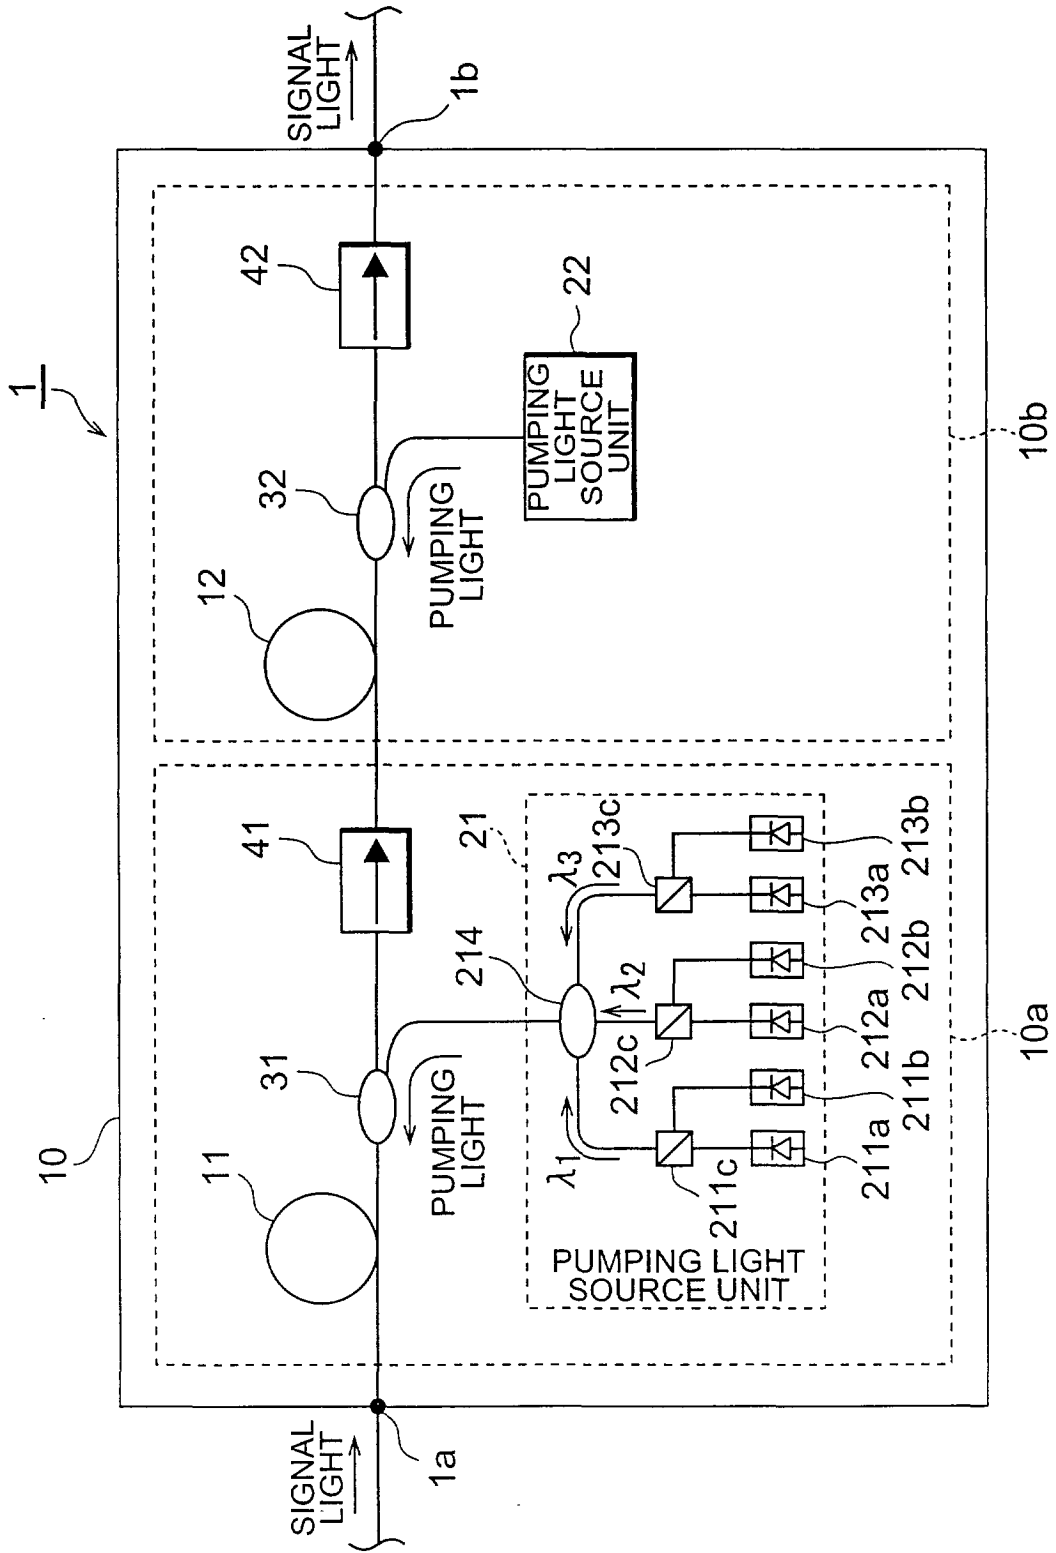 1
10
SIGNAL
LIGHT
1a
11
31
41
12
32
42
SIGNAL
LIGHT
1b
PUMPING
LIGHT
PUMPING
LIGHT
PUMPING
LIGHT
SOURCE
UNIT
22
214
21
λ1
λ2
λ3
211c
212c
213c
PUMPING LIGHT
SOURCE UNIT
211a
211b
212a
212b
213a
213b
10a
10b